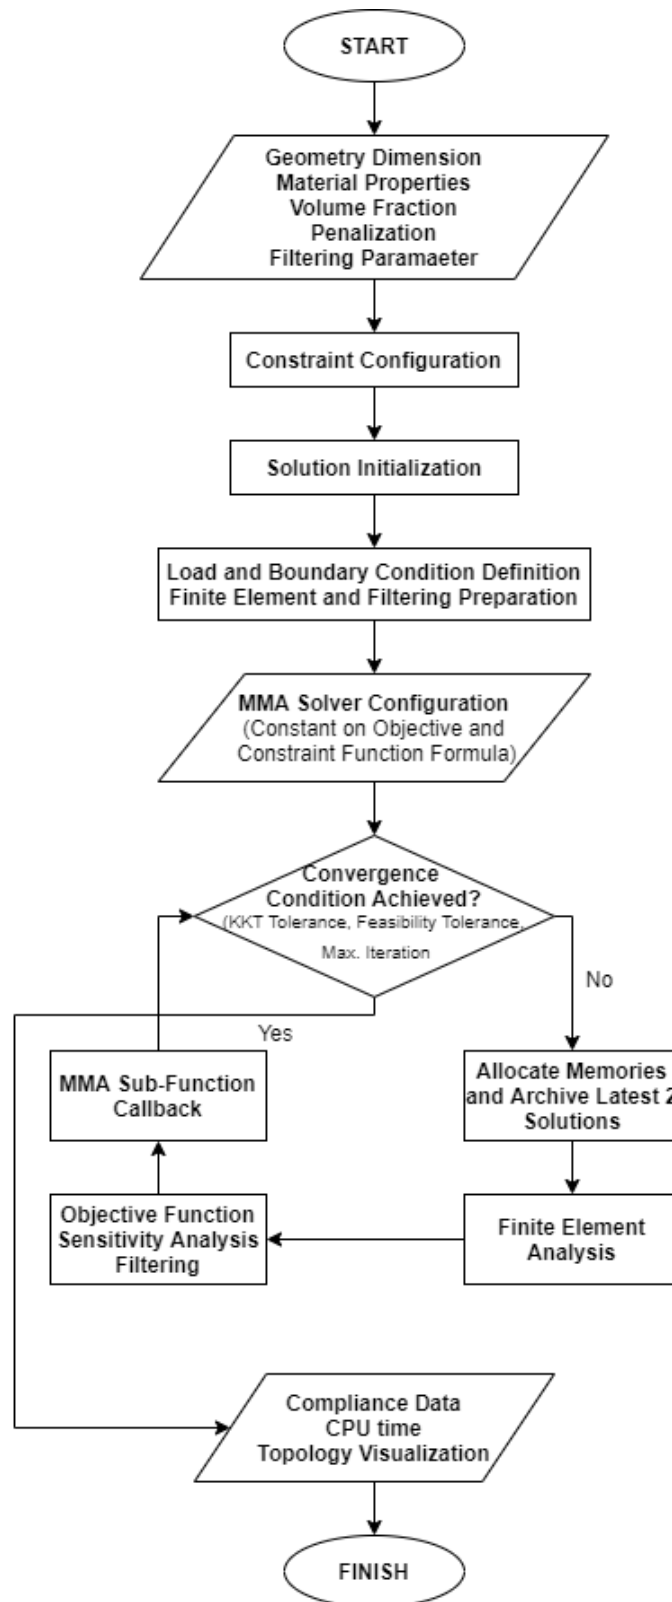 START
Geometry Dimension
Material Properties
Volume Fraction
Penalization
Filtering Paramaeter
Constraint Configuration
Solution Initialization
Load and Boundary Condition Definition
Finite Element and Filtering Preparation
MMA Solver Configuration
(Constant on Objective and
Constraint Function Formula)
Convergence
Condition Achieved?
(KKT Tolerance, Feasibility Tolerance,
Max. Iteration
No
Yes
Allocate Memories
and Archive Latest 2
Solutions
Finite Element
Analysis
Objective Function
Sensitivity Analysis
Filtering
MMA Sub-Function
Callback
Compliance Data
CPU time
Topology Visualization
FINISH